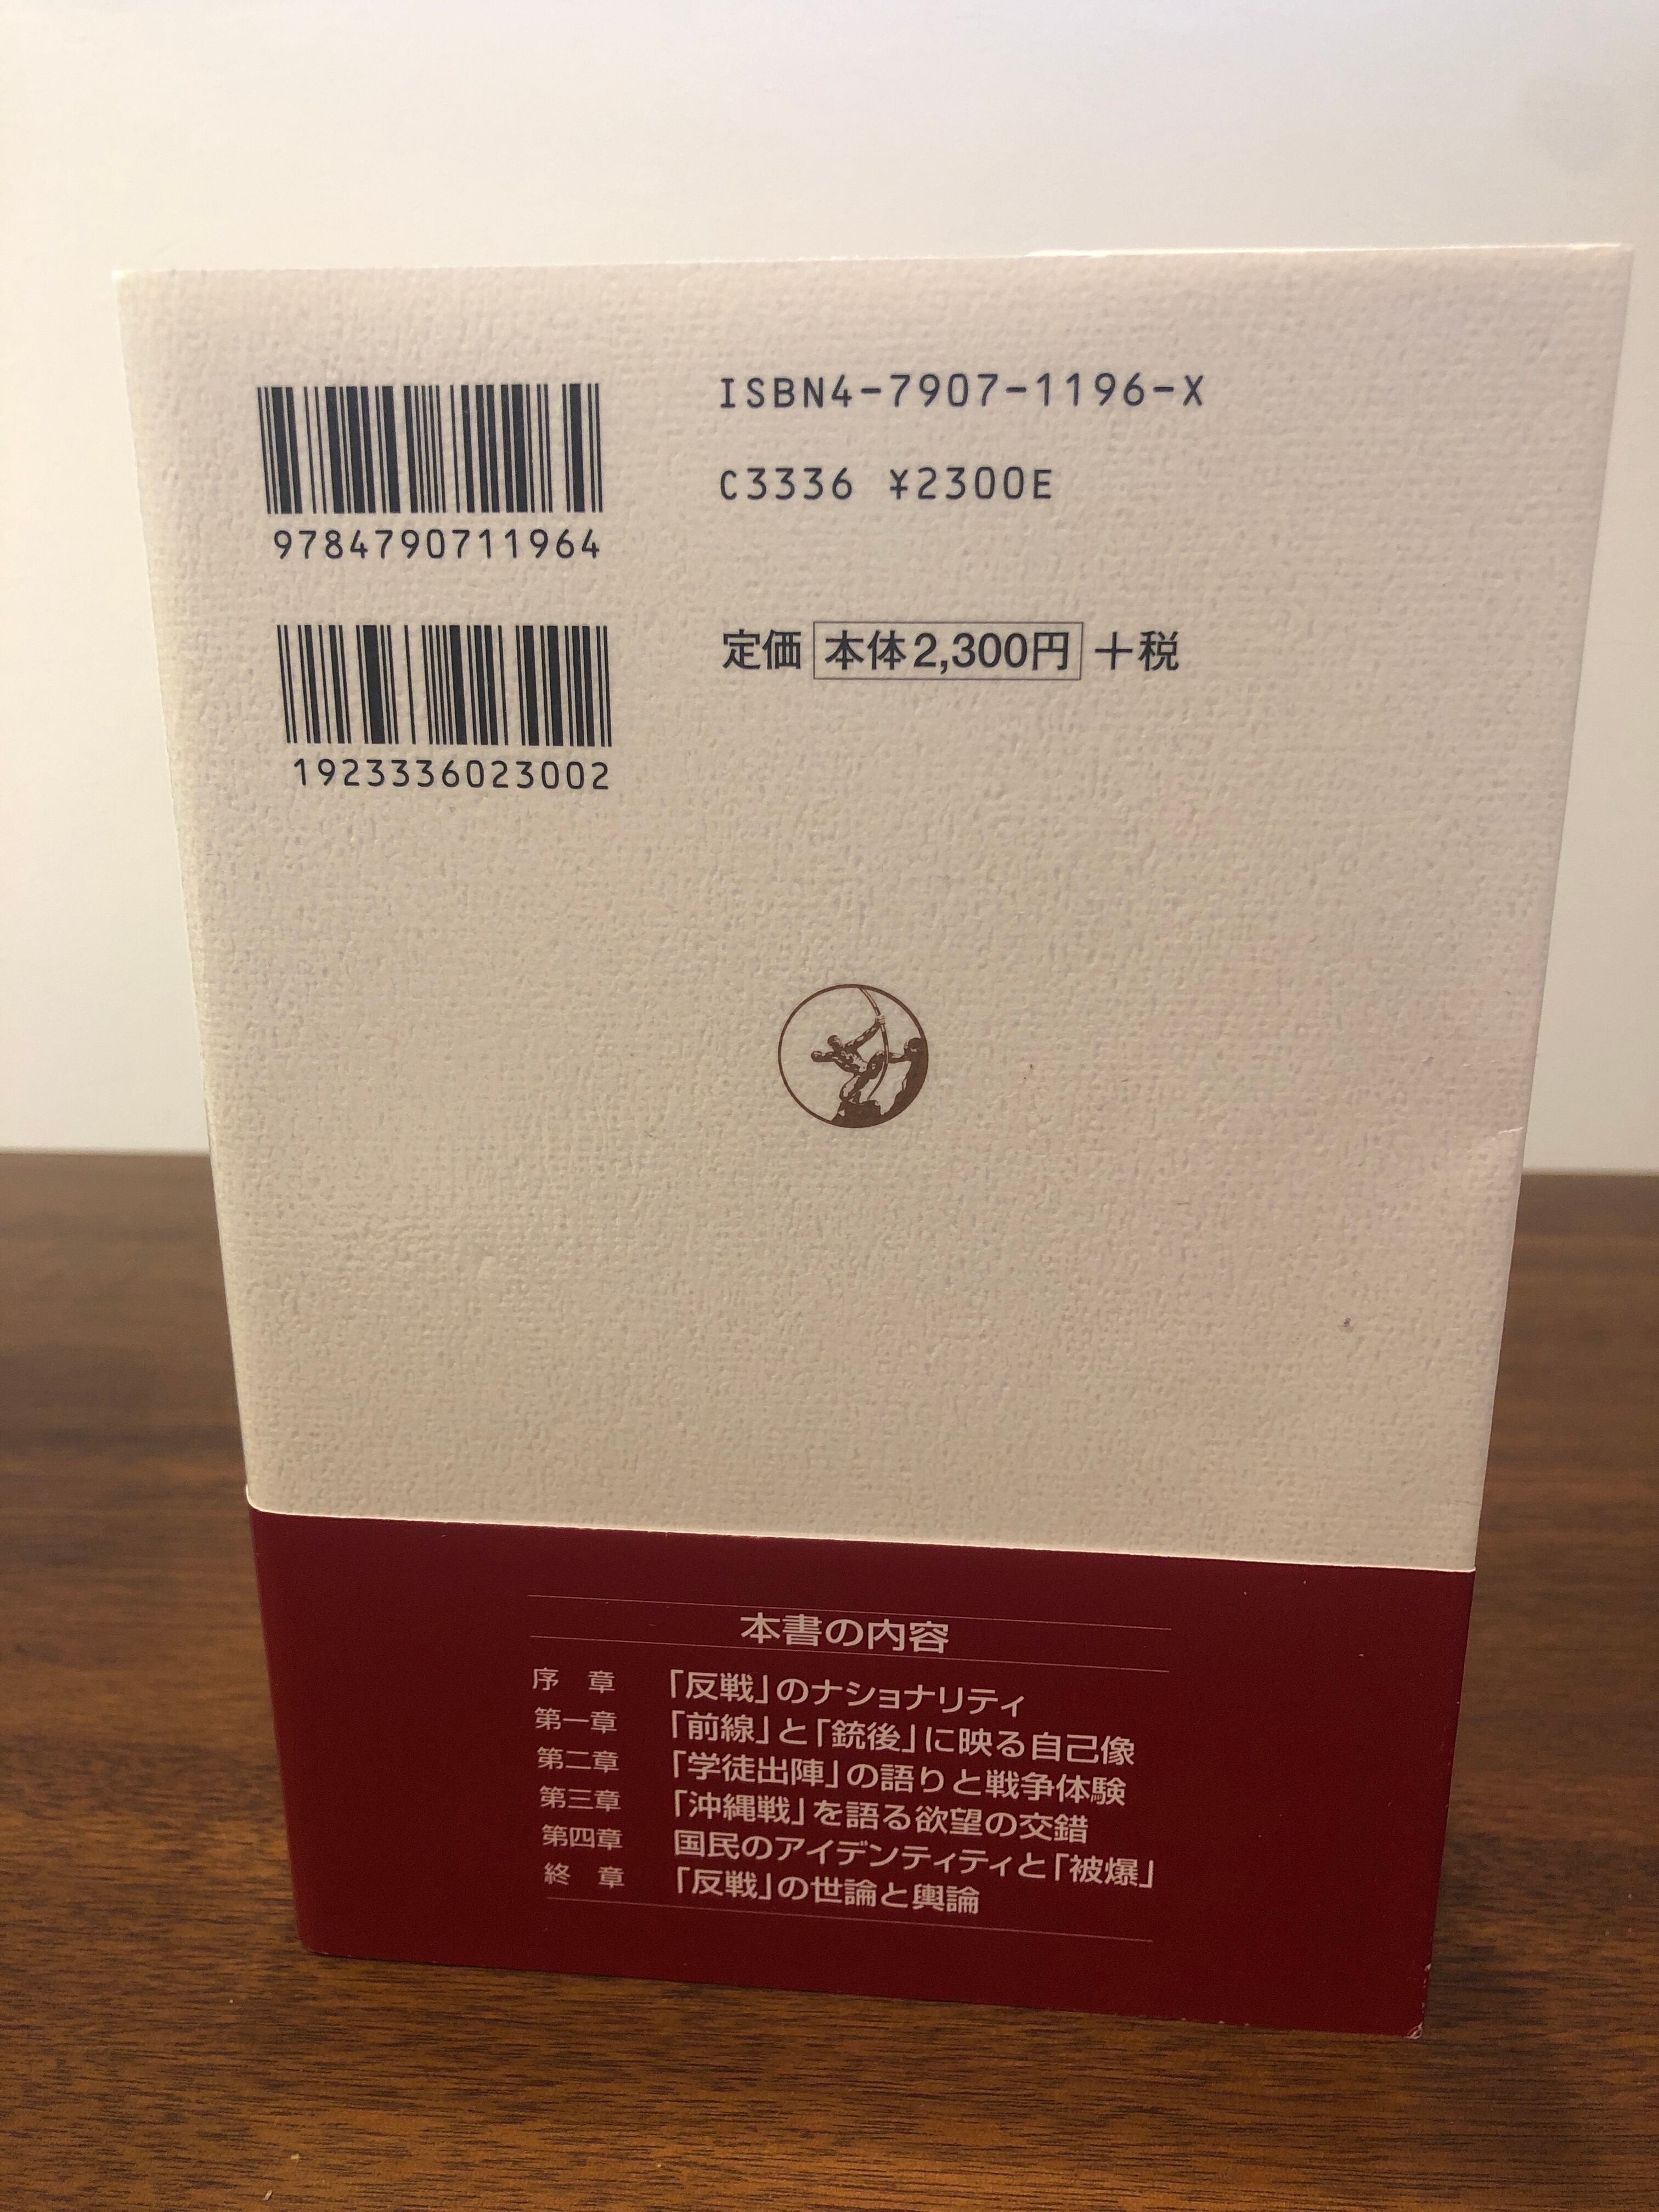 ISBN4-7907-1196-X
C3336 ¥2300E
9784790711964
定価 本体2,300円 +税
1923336023002
本書の内容
序 章 「反戦」のナショナリティ
第一章 「前線」と「銃後」に映る自己像
第二章 「学徒出陣」の語りと戦争体験
第三章 「沖縄戦」を語る欲望の交錯
第四章 国民のアイデンティティと「被爆」
終 章 「反戦」の世論と輿論